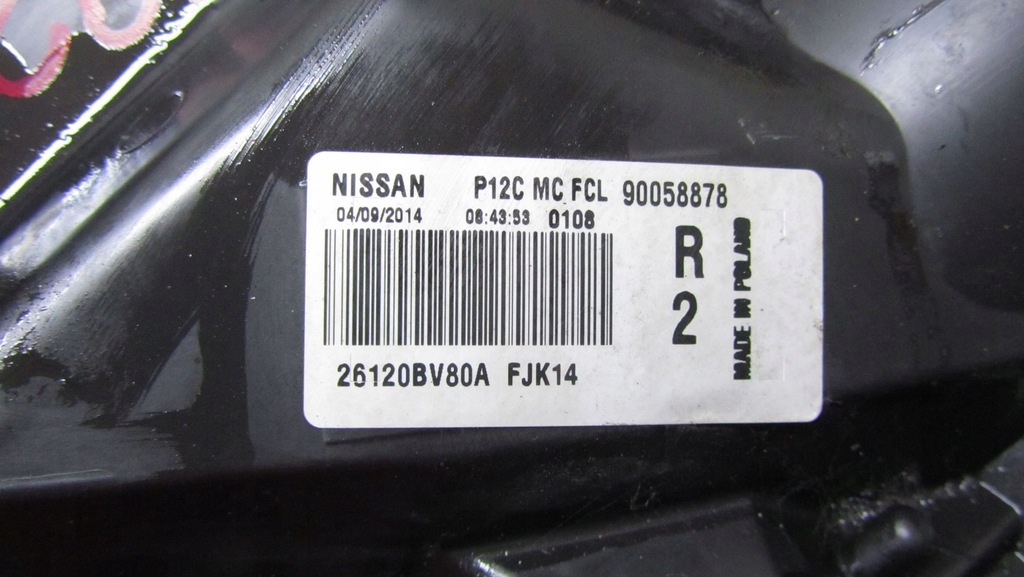 NISSAN P12C MC FCL 90058878
04/09/2014 08:43:53 0108
R
2
MADE IN POLAND
26120BV80A FJK14